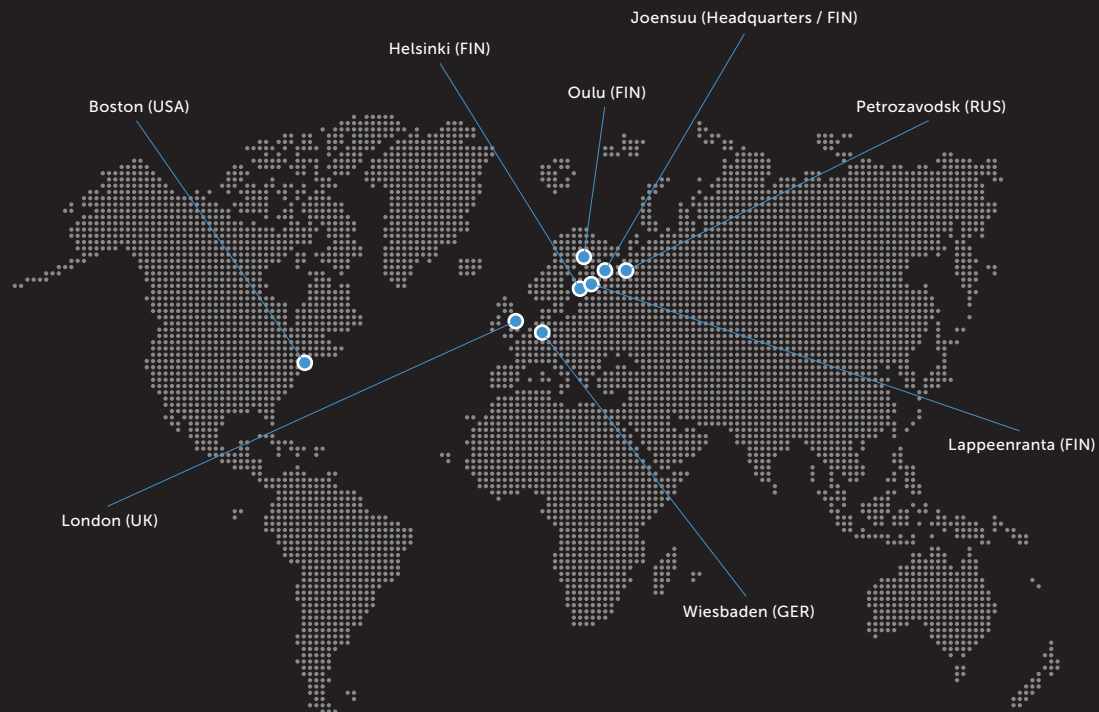 Joensuu (Headquarters / FIN)
Helsinki (FIN)
Oulu (FIN)
Boston (USA)
Petrozavodsk (RUS)
Lappeenranta (FIN)
London (UK)
Wiesbaden (GER)